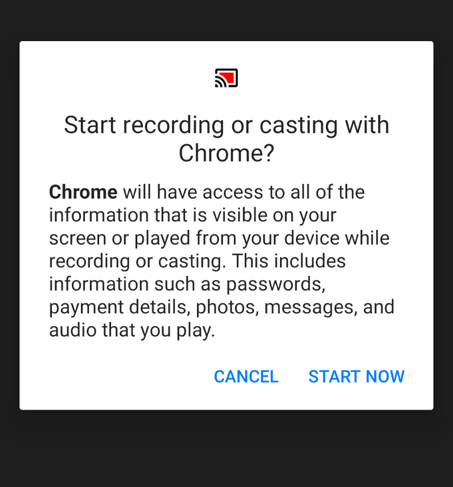 Start recording or casting with
Chrome?
Chrome will have access to all of the
information that is visible on your
screen or played from your device while
recording or casting. This includes
information such as passwords,
payment details, photos, messages, and
audio that you play.
CANCEL START NOW